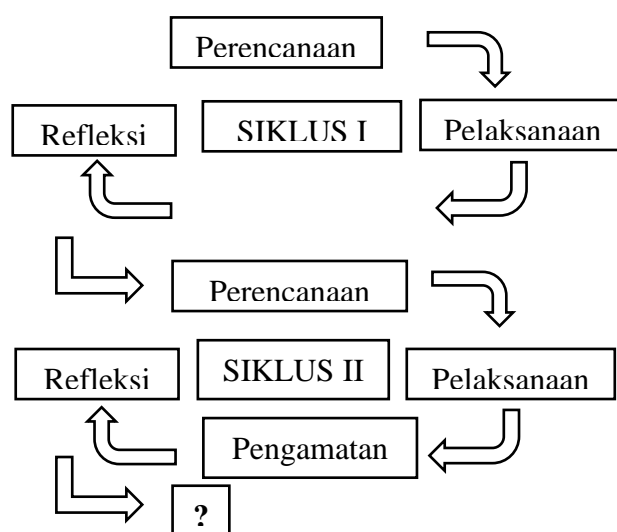 Perencanaan
Refleksi
SIKLUS I
Pelaksanaan
Perencanaan
Refleksi
SIKLUS II
Pelaksanaan
Pengamatan
?